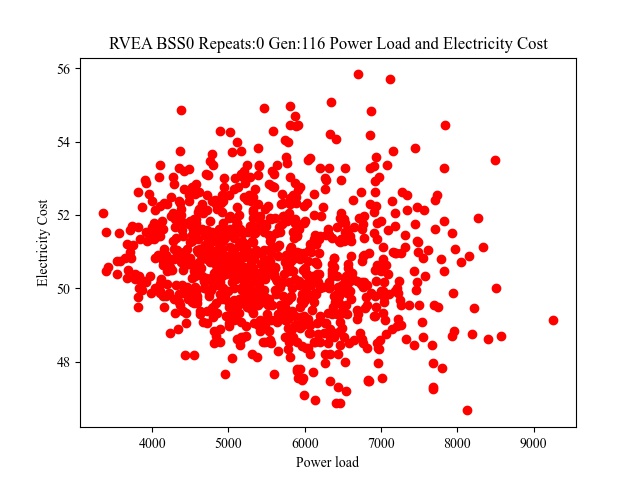 RVEA BSS0 Repeats:0 Gen:116 Power Load and Electricity Cost
56
54
52
50
48
Electricity Cost
4000 5000 6000 7000 8000 9000
Power load